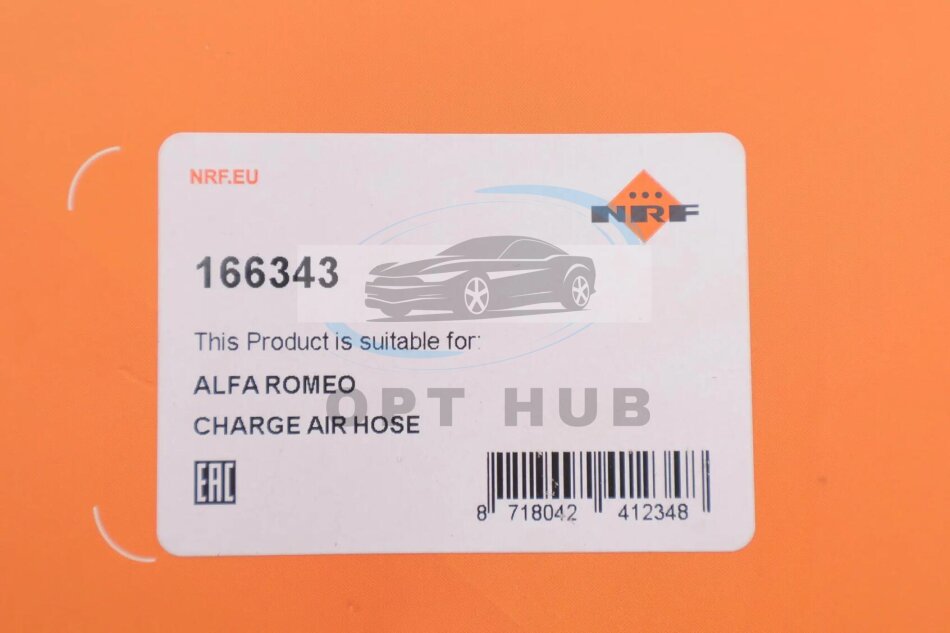 NRF.EU
NRF
166343
This Product is suitable for:
ALFA ROMEO
OPT HUB
CHARGE AIR HOSE
EAC
8 718042 412348